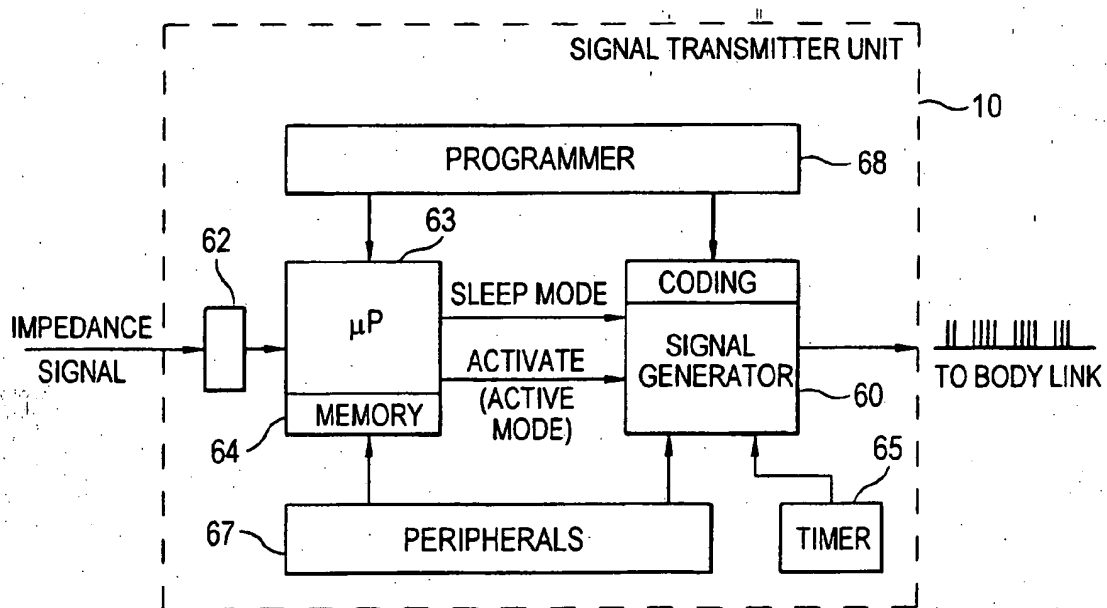 SIGNAL TRANSMITTER UNIT
10
PROGRAMMER
68
62
63
IMPEDANCE
SIGNAL
μP
SLEEP MODE
ACTIVATE
(ACTIVE
MODE)
CODING
SIGNAL
GENERATOR
60
TO BODY LINK
MEMORY
64
65
67
PERIPHERALS
TIMER